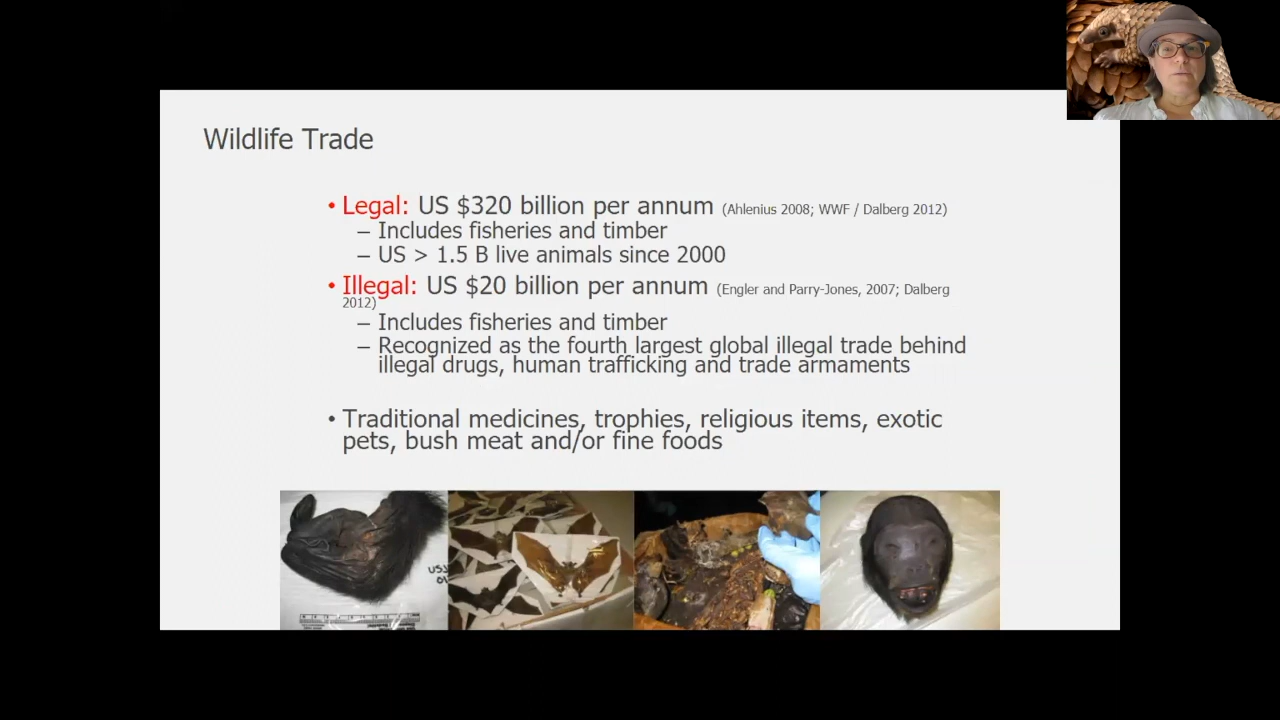 Wildlife Trade
• Legal: US $320 billion per annum (Ahlenius 2008; WWF / Dalberg 2012)
– Includes fisheries and timber
– US > 1.5 B live animals since 2000
• Illegal: US $20 billion per annum (Engler and Parry-Jones, 2007; Dalberg
2012)
– Includes fisheries and timber
– Recognized as the fourth largest global illegal trade behind
illegal drugs, human trafficking and trade armaments
• Traditional medicines, trophies, religious items, exotic
pets, bush meat and/or fine foods